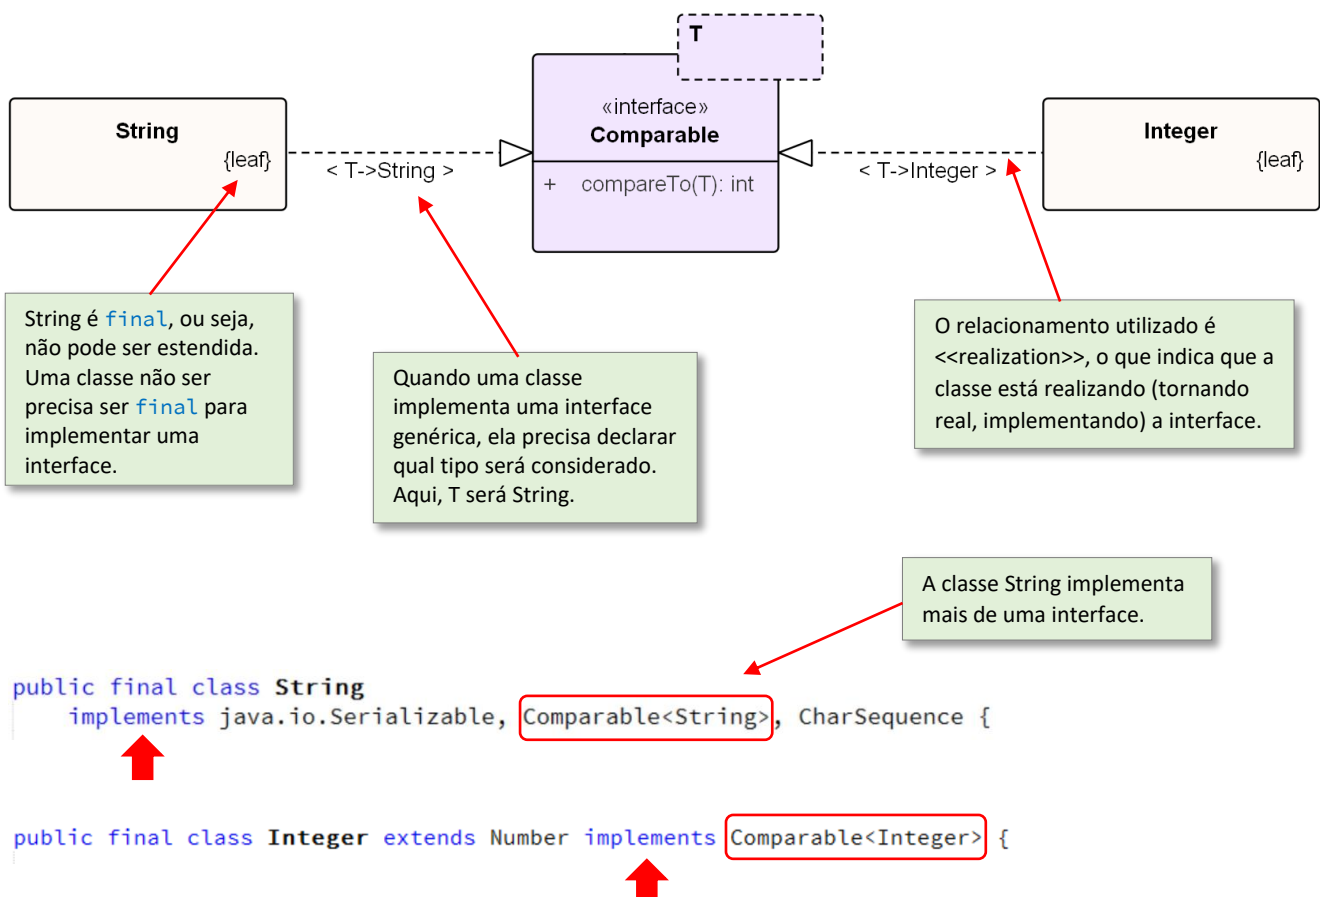 T
«interface»
Comparable
+ compareTo(T): int
String
{leaf}
< T->String >
< T->Integer >
Integer
{leaf}
String é final, ou seja,
não pode ser estendida.
Uma classe não ser
precisa ser final para
implementar uma
interface.
Quando uma classe
implementa uma interface
genérica, ela precisa declarar
qual tipo será considerado.
Aqui, T será String.
O relacionamento utilizado é
<<realization>>, o que indica que a
classe está realizando (tornando
real, implementando) a interface.
A classe String implementa
mais de uma interface.
public final class String
implements java.io.Serializable, Comparable<String>, CharSequence {
public final class Integer extends Number implements Comparable<Integer> {